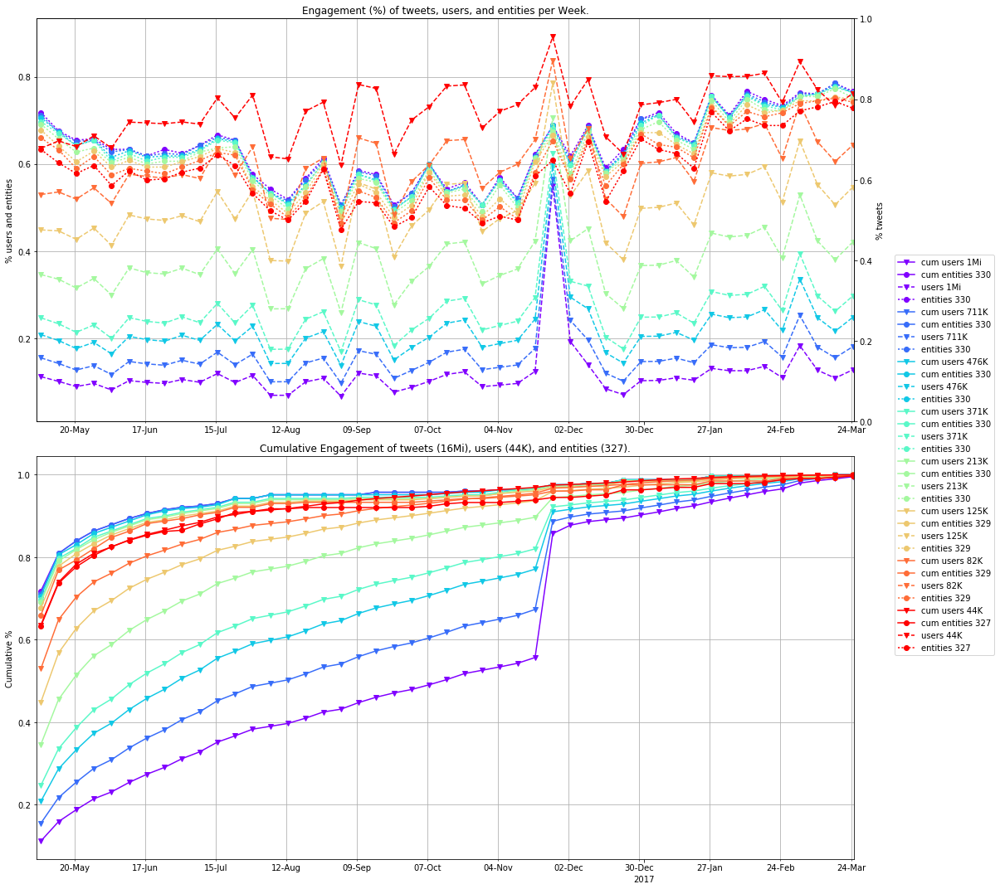 Engagement (%) of tweets, users, and entities per Week.
% users and entities
0.8
0.6
0.4
0.2
1.0
0.8
0.6
0.4
0.2
0.0
% tweets
20-May 17-Jun 15-Jul 12-Aug 09-Sep 07-Oct 04-Nov 02-Dec 30-Dec 27-Jan 24-Feb 24-Mar
Cumulative Engagement of tweets (16Mi), users (44K), and entities (327).
Cumulative %
1.0
0.8
0.6
0.4
0.2
20-May 17-Jun 15-Jul 12-Aug 09-Sep 07-Oct 04-Nov 02-Dec 30-Dec 27-Jan 24-Feb 24-Mar
2017
cum users 1Mi
cum entities 330
users 1Mi
entities 330
cum users 711K
cum entities 330
users 711K
entities 330
cum users 476K
cum entities 330
users 476K
entities 330
cum users 371K
cum entities 330
users 371K
entities 330
cum users 213K
cum entities 330
users 213K
entities 330
cum users 125K
cum entities 329
users 125K
entities 329
cum users 82K
cum entities 329
users 82K
entities 329
cum users 44K
cum entities 327
users 44K
entities 327